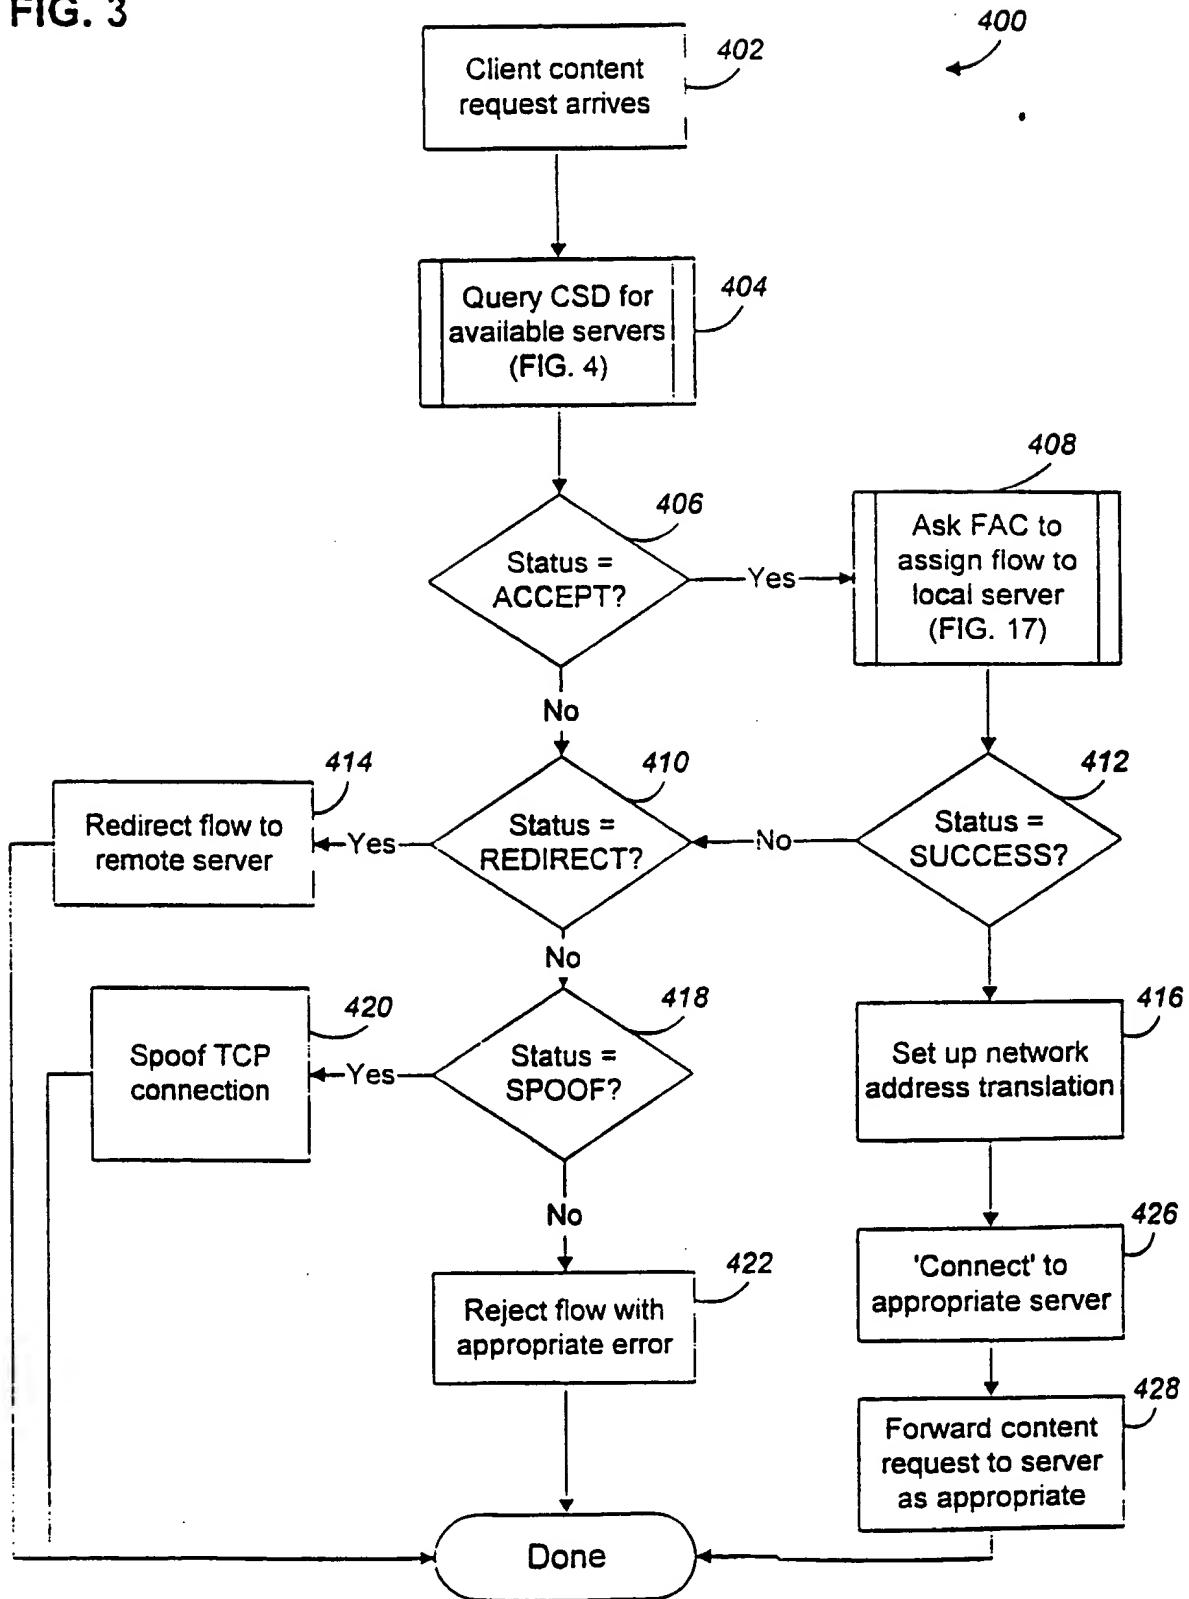 FIG. 3
400
402
Client content
request arrives
404
Query CSD for
available servers
(FIG. 4)
408
406
Ask FAC to
assign flow to
local server
(FIG. 17)
Status =
ACCEPT?
Yes
No
414
410
412
Redirect flow to
remote server
Yes
Status =
REDIRECT?
No
Status =
SUCCESS?
No
420
418
416
Spoof TCP
connection
Yes
Status =
SPOOF?
Set up network
address translation
No
426
'Connect' to
appropriate server
422
Reject flow with
appropriate error
428
Forward content
request to server
as appropriate
Done